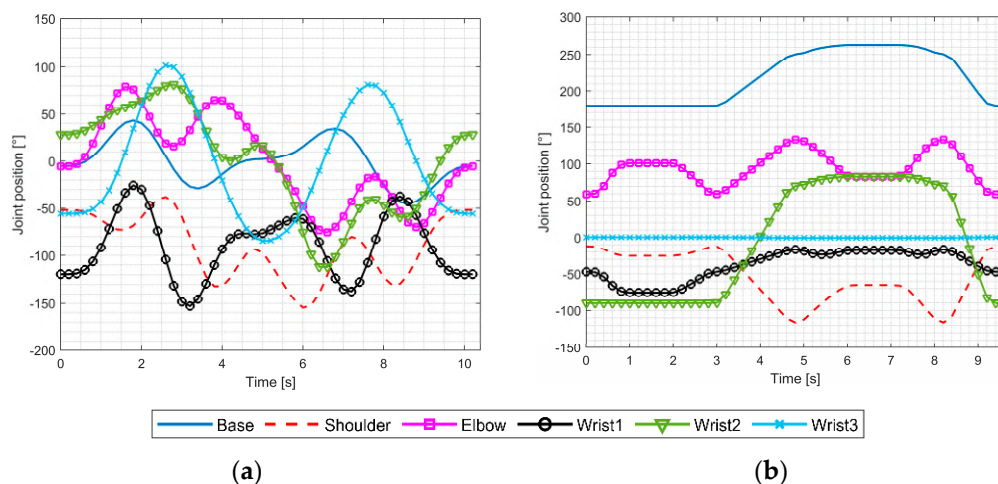 (a)
150
100
50
0
-50
-100
-150
-200
Joint position [°]
0 2 4 6 8 10
Time [s]
(b)
300
250
200
150
100
50
0
-50
-100
-150
Joint position [°]
0 1 2 3 4 5 6 7 8 9
Time [s]
Base Shoulder Elbow Wrist1 Wrist2 Wrist3
(a) (b)